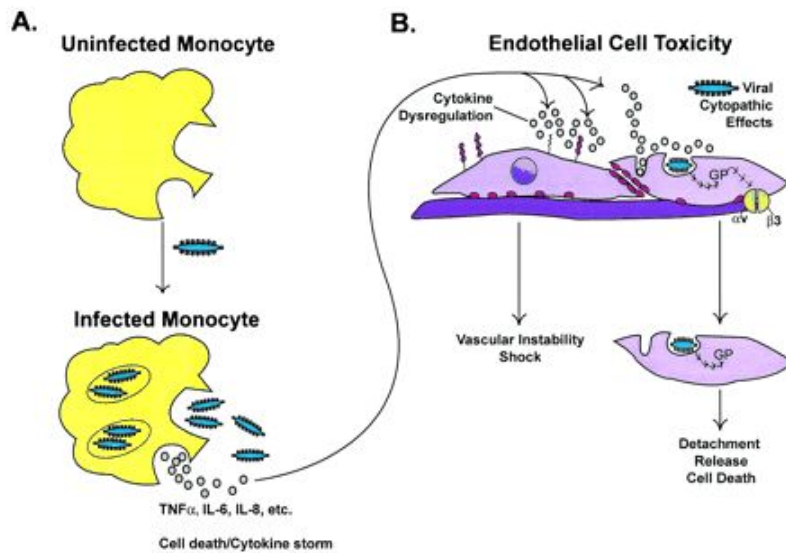 A.
Uninfected Monocyte
Infected Monocyte
TNFα, IL-6, IL-8, etc.
Cell death/Cytokine storm
B.
Endothelial Cell Toxicity
Cytokine
Dysregulation
Viral
Cytopathic
Effects
GP
αv
β3
Vascular Instability
Shock
GP
Detachment
Release
Cell Death